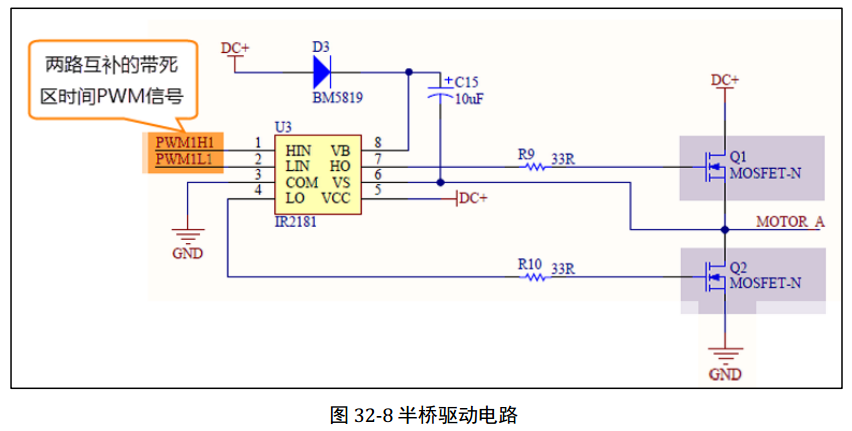 两路互补的带死
区时间PWM信号
DC+
D3
BM5819
C15
10uF
DC+
U3
PWM1H1
PWM1L1
1
2
3
4
HIN
LIN
COM
LO
VB
HO
VS
VCC
8
7
6
5
IR2181
GND
DC+
R9
33R
Q1
MOSFET-N
MOTOR_A
R10
33R
Q2
MOSFET-N
GND
图 32-8 半桥驱动电路